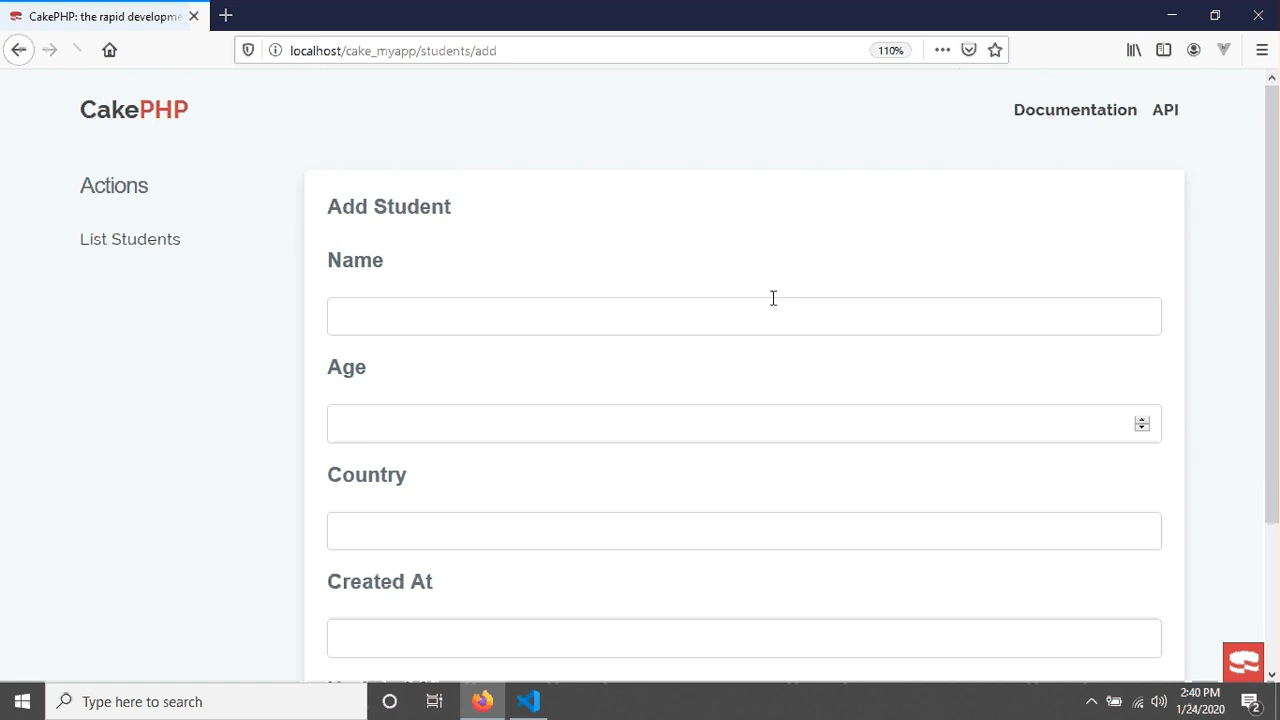 CakePHP: the rapid developme
localhost/cake_myapp/students/add
110%
CakePHP
Documentation API
Actions
List Students
Add Student
Name
Age
Country
Created At
Type here to search
2:40 PM
1/24/2020
2